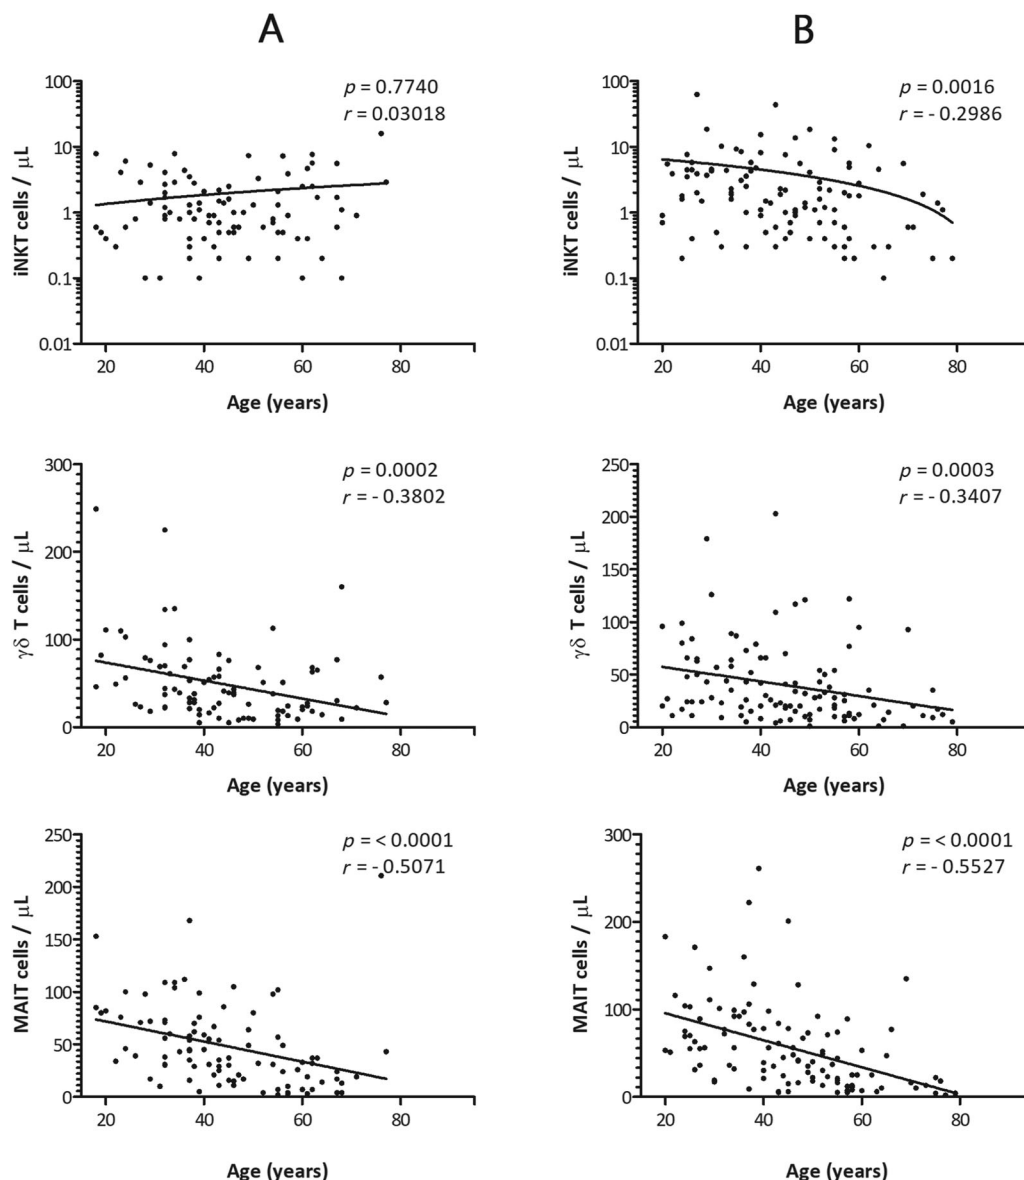 A
B
p = 0.7740
r = 0.03018
100
10
1
0.1
0.01
iNKT cells / μL
20 40 60 80
Age (years)
p = 0.0016
r = - 0.2986
100
10
1
0.1
0.01
iNKT cells / μL
20 40 60 80
Age (years)
p = 0.0002
r = - 0.3802
300
200
100
0
γδ T cells / μL
20 40 60 80
Age (years)
p = 0.0003
r = - 0.3407
250
200
150
100
50
0
γδ T cells / μL
20 40 60 80
Age (years)
p = < 0.0001
r = - 0.5071
250
200
150
100
50
0
MAIT cells / μL
20 40 60 80
Age (years)
p = < 0.0001
r = - 0.5527
300
200
100
0
MAIT cells / μL
20 40 60 80
Age (years)